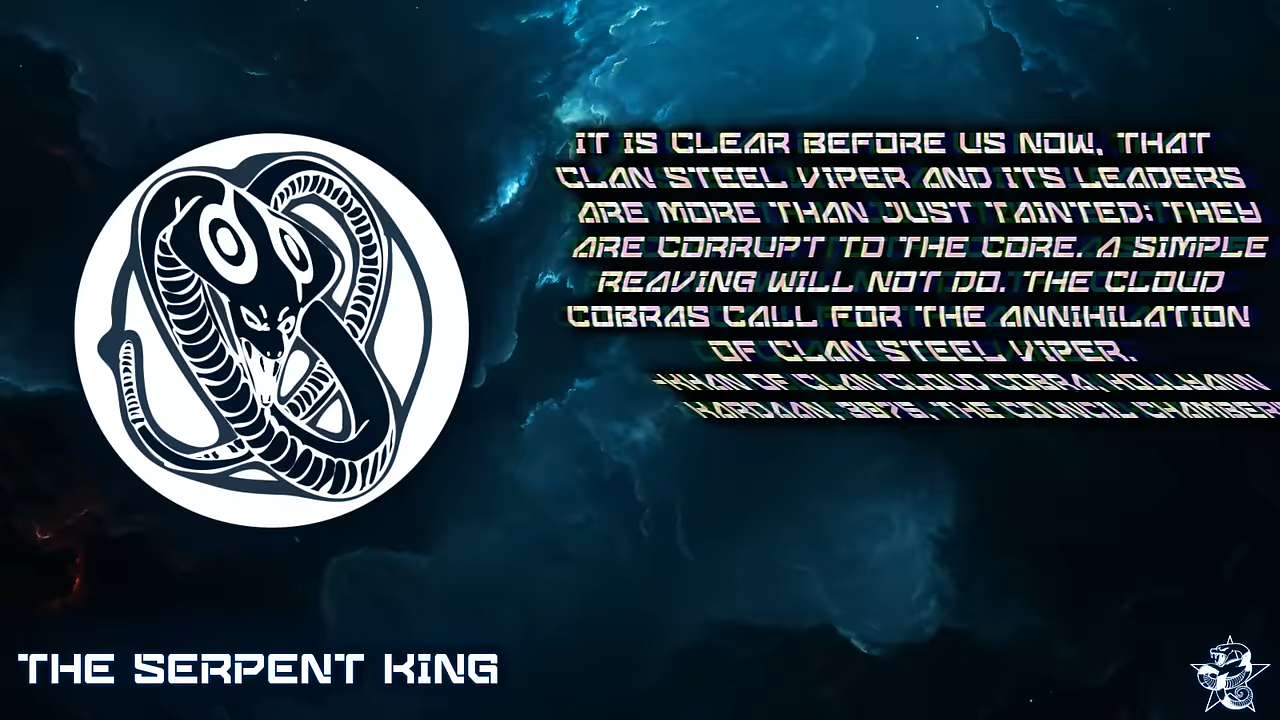 IT IS CLEAR BEFORE US NOW, THAT
CLAN STEEL VIPER AND ITS LEADERS
ARE MORE THAN JUST TAINTED; THEY
ARE CORRUPT TO THE CORE. A SIMPLE
REAVING WILL NOT DO. THE CLOUD
COBRAS CALL FOR THE ANNIHILATION
OF CLAN STEEL VIPER.
-KHAN OF CLAN CLOUD COBRA
THE COUNCIL CHAMBER
THE SERPENT KING